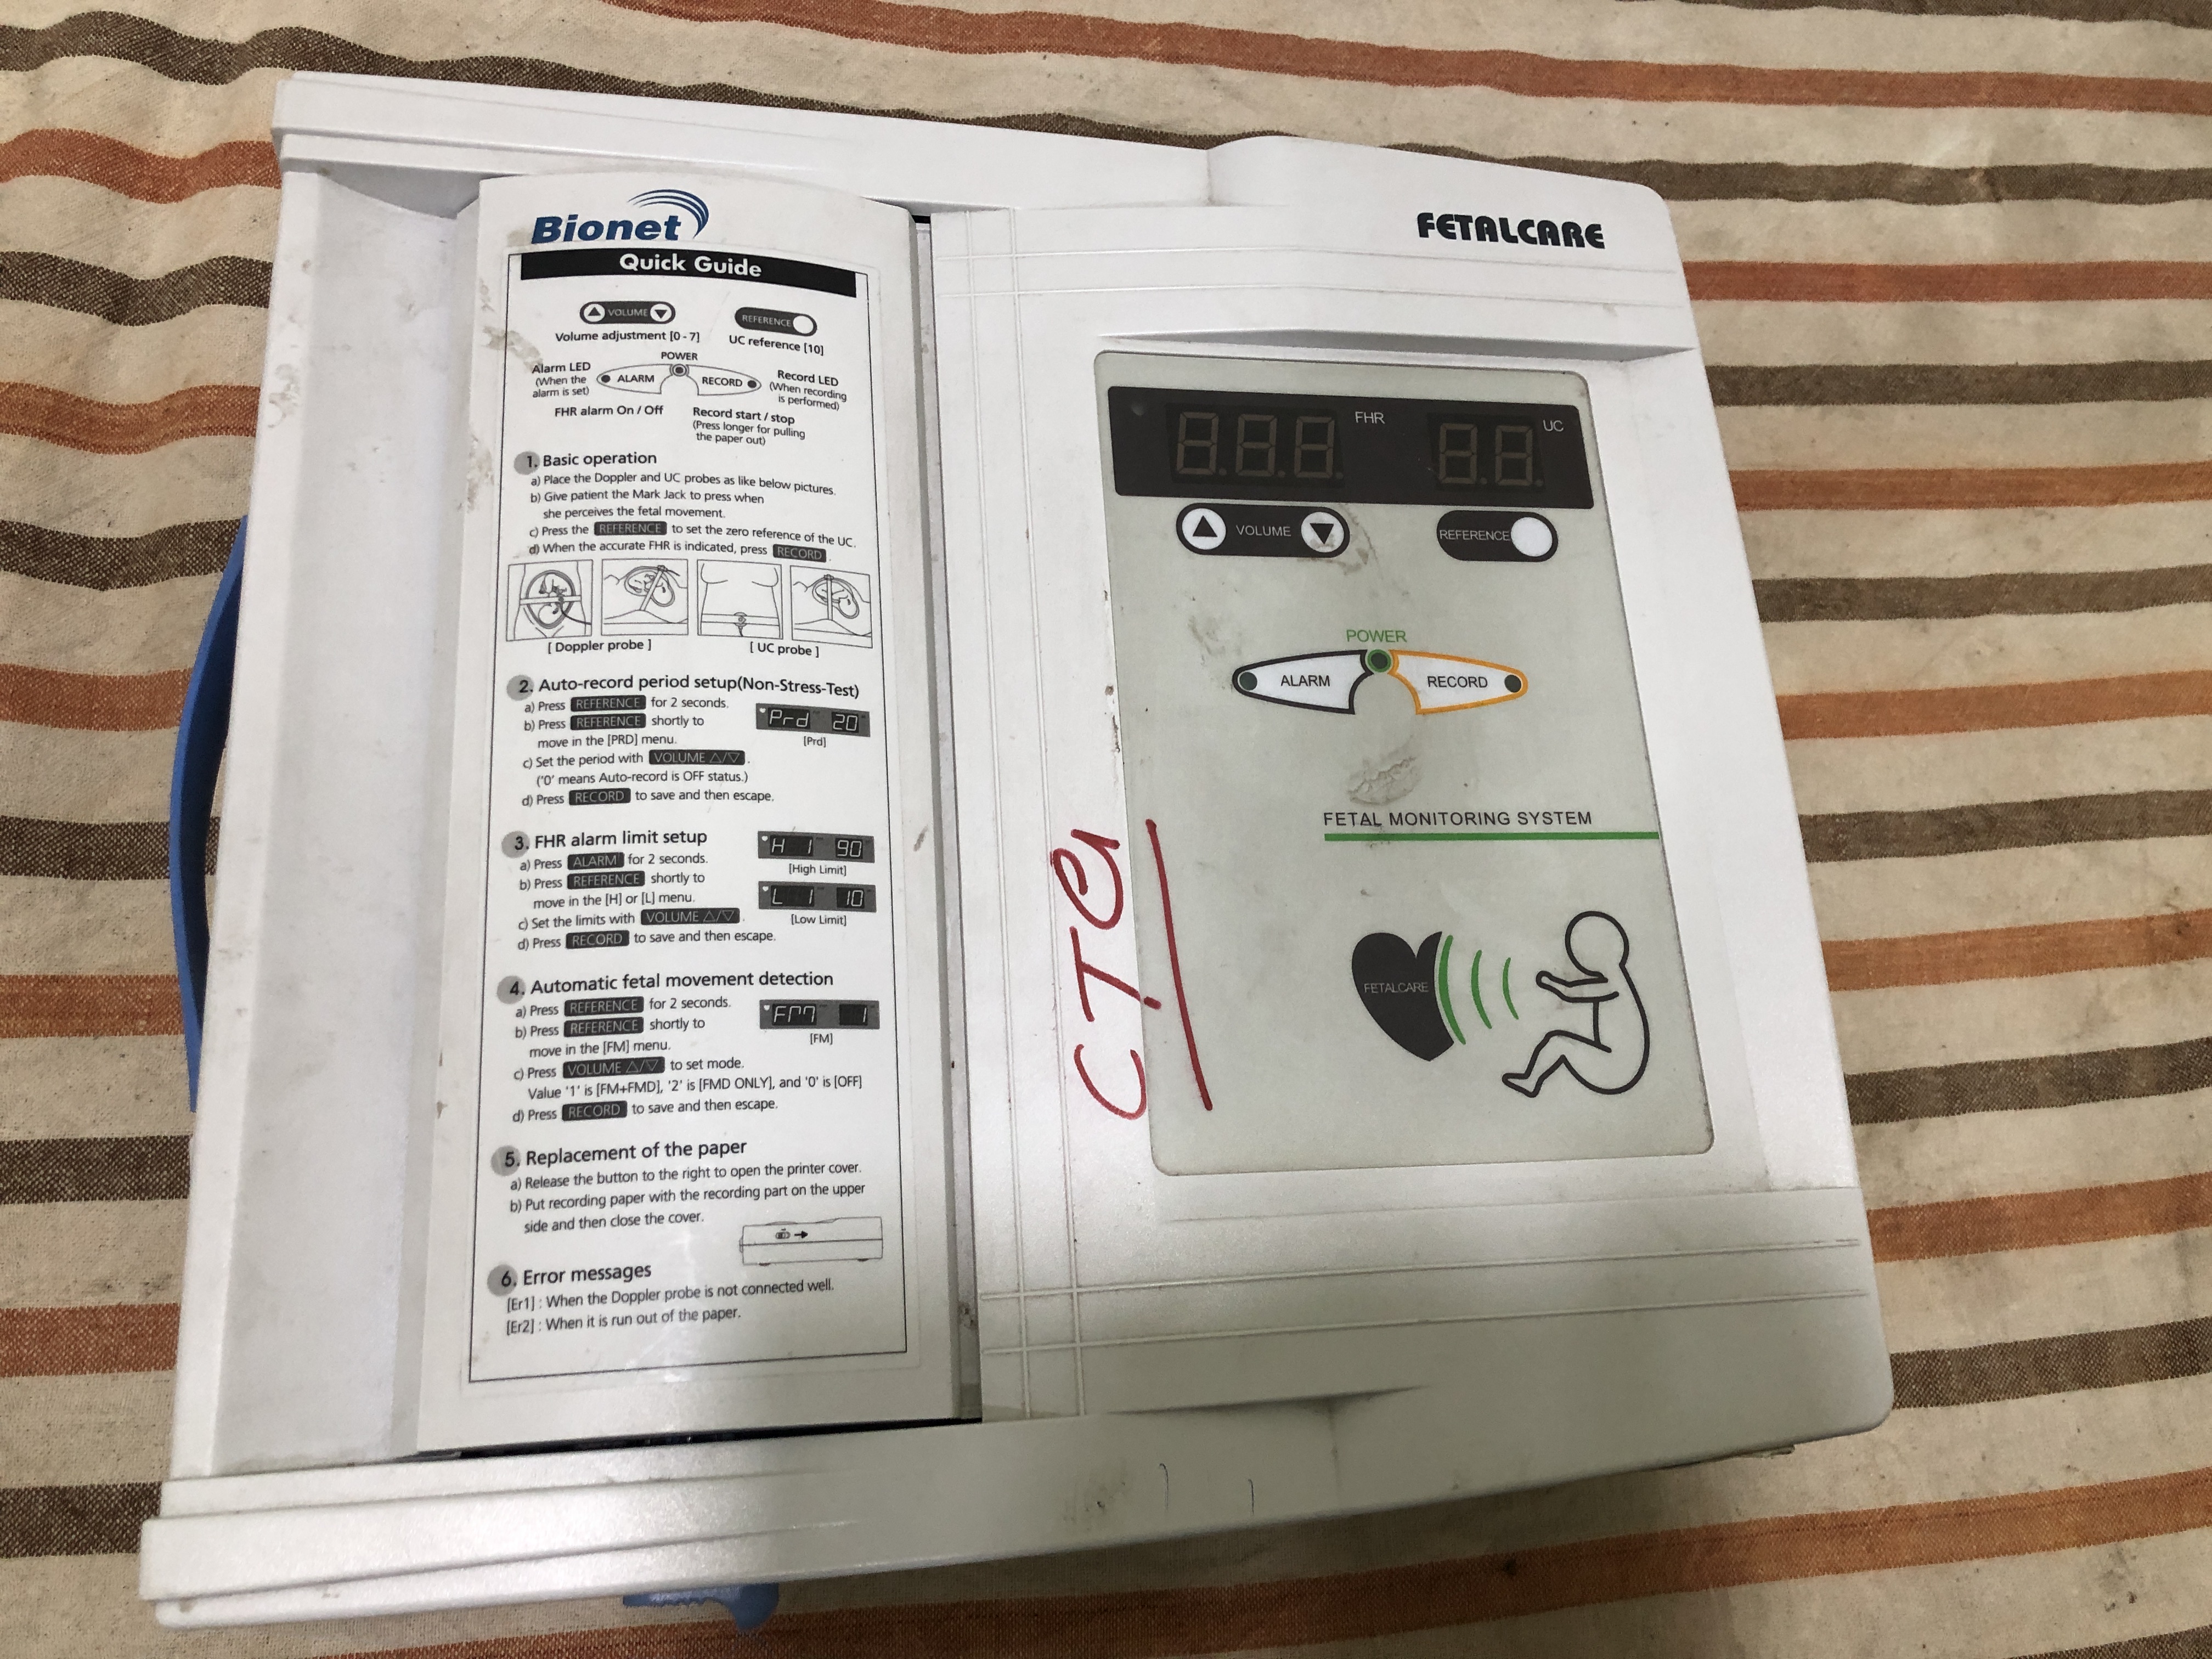 Bionet
Quick Guide
VOLUME
Volume adjustment [0 - 7]
REFERENCE
UC reference [10]
POWER
Alarm LED
(When the
alarm is set)
ALARM
RECORD
Record LED
(When recording
is performed)
FHR alarm On / Off
Record start / stop
(Press longer for pulling
the paper out)
1. Basic operation
a) Place the Doppler and UC probes as like below pictures.
b) Give patient the Mark Jack to press when
she perceives the fetal movement.
c) Press the REFERENCE to set the zero reference of the UC.
d) When the accurate FHR is indicated, press RECORD .
[ Doppler probe ]
[ UC probe ]
2. Auto-record period setup(Non-Stress-Test)
a) Press REFERENCE for 2 seconds.
b) Press REFERENCE shortly to
move in the [PRD] menu.
Prd 20
[Prd]
c) Set the period with VOLUME △/▽ .
('0' means Auto-record is OFF status.)
d) Press RECORD to save and then escape.
3. FHR alarm limit setup
a) Press ALARM for 2 seconds.
b) Press REFERENCE shortly to
move in the [H] or [L] menu.
H 1 90
[High Limit]
L 1 10
[Low Limit]
c) Set the limits with VOLUME △/▽ .
d) Press RECORD to save and then escape.
4. Automatic fetal movement detection
a) Press REFERENCE for 2 seconds.
b) Press REFERENCE shortly to
move in the [FM] menu.
FM 1
[FM]
c) Press VOLUME △/▽ to set mode.
Value '1' is [FM+FMD], '2' is [FMD ONLY], and '0' is [OFF]
d) Press RECORD to save and then escape.
5. Replacement of the paper
a) Release the button to the right to open the printer cover.
b) Put recording paper with the recording part on the upper
side and then close the cover.
6. Error messages
[Er1] : When the Doppler probe is not connected well.
[Er2] : When it is run out of the paper.
FETALCARE
FHR
UC
VOLUME
REFERENCE
POWER
ALARM
RECORD
FETAL MONITORING SYSTEM
CTG
FETALCARE